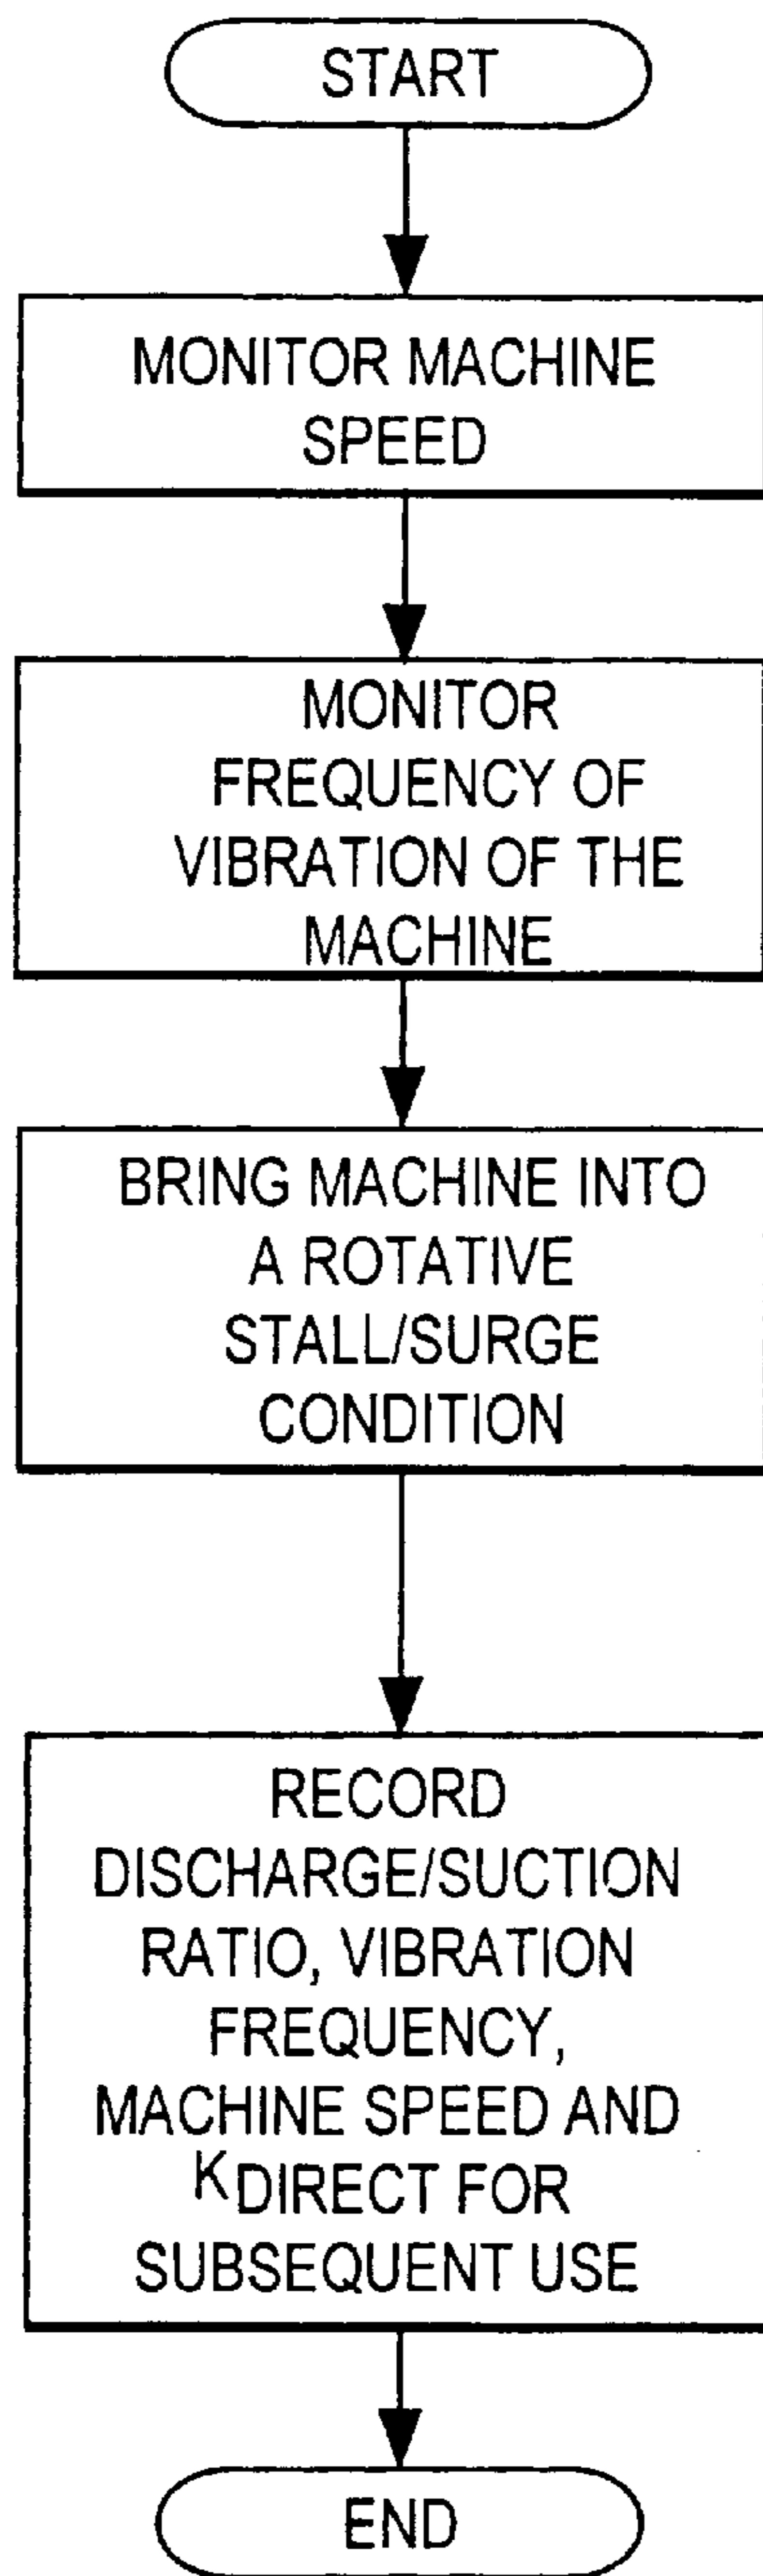 START
MONITOR MACHINE
SPEED
MONITOR
FREQUENCY OF
VIBRATION OF THE
MACHINE
BRING MACHINE INTO
A ROTATIVE
STALL/SURGE
CONDITION
RECORD
DISCHARGE/SUCTION
RATIO, VIBRATION
FREQUENCY,
MACHINE SPEED AND
KDIRECT FOR
SUBSEQUENT USE
END